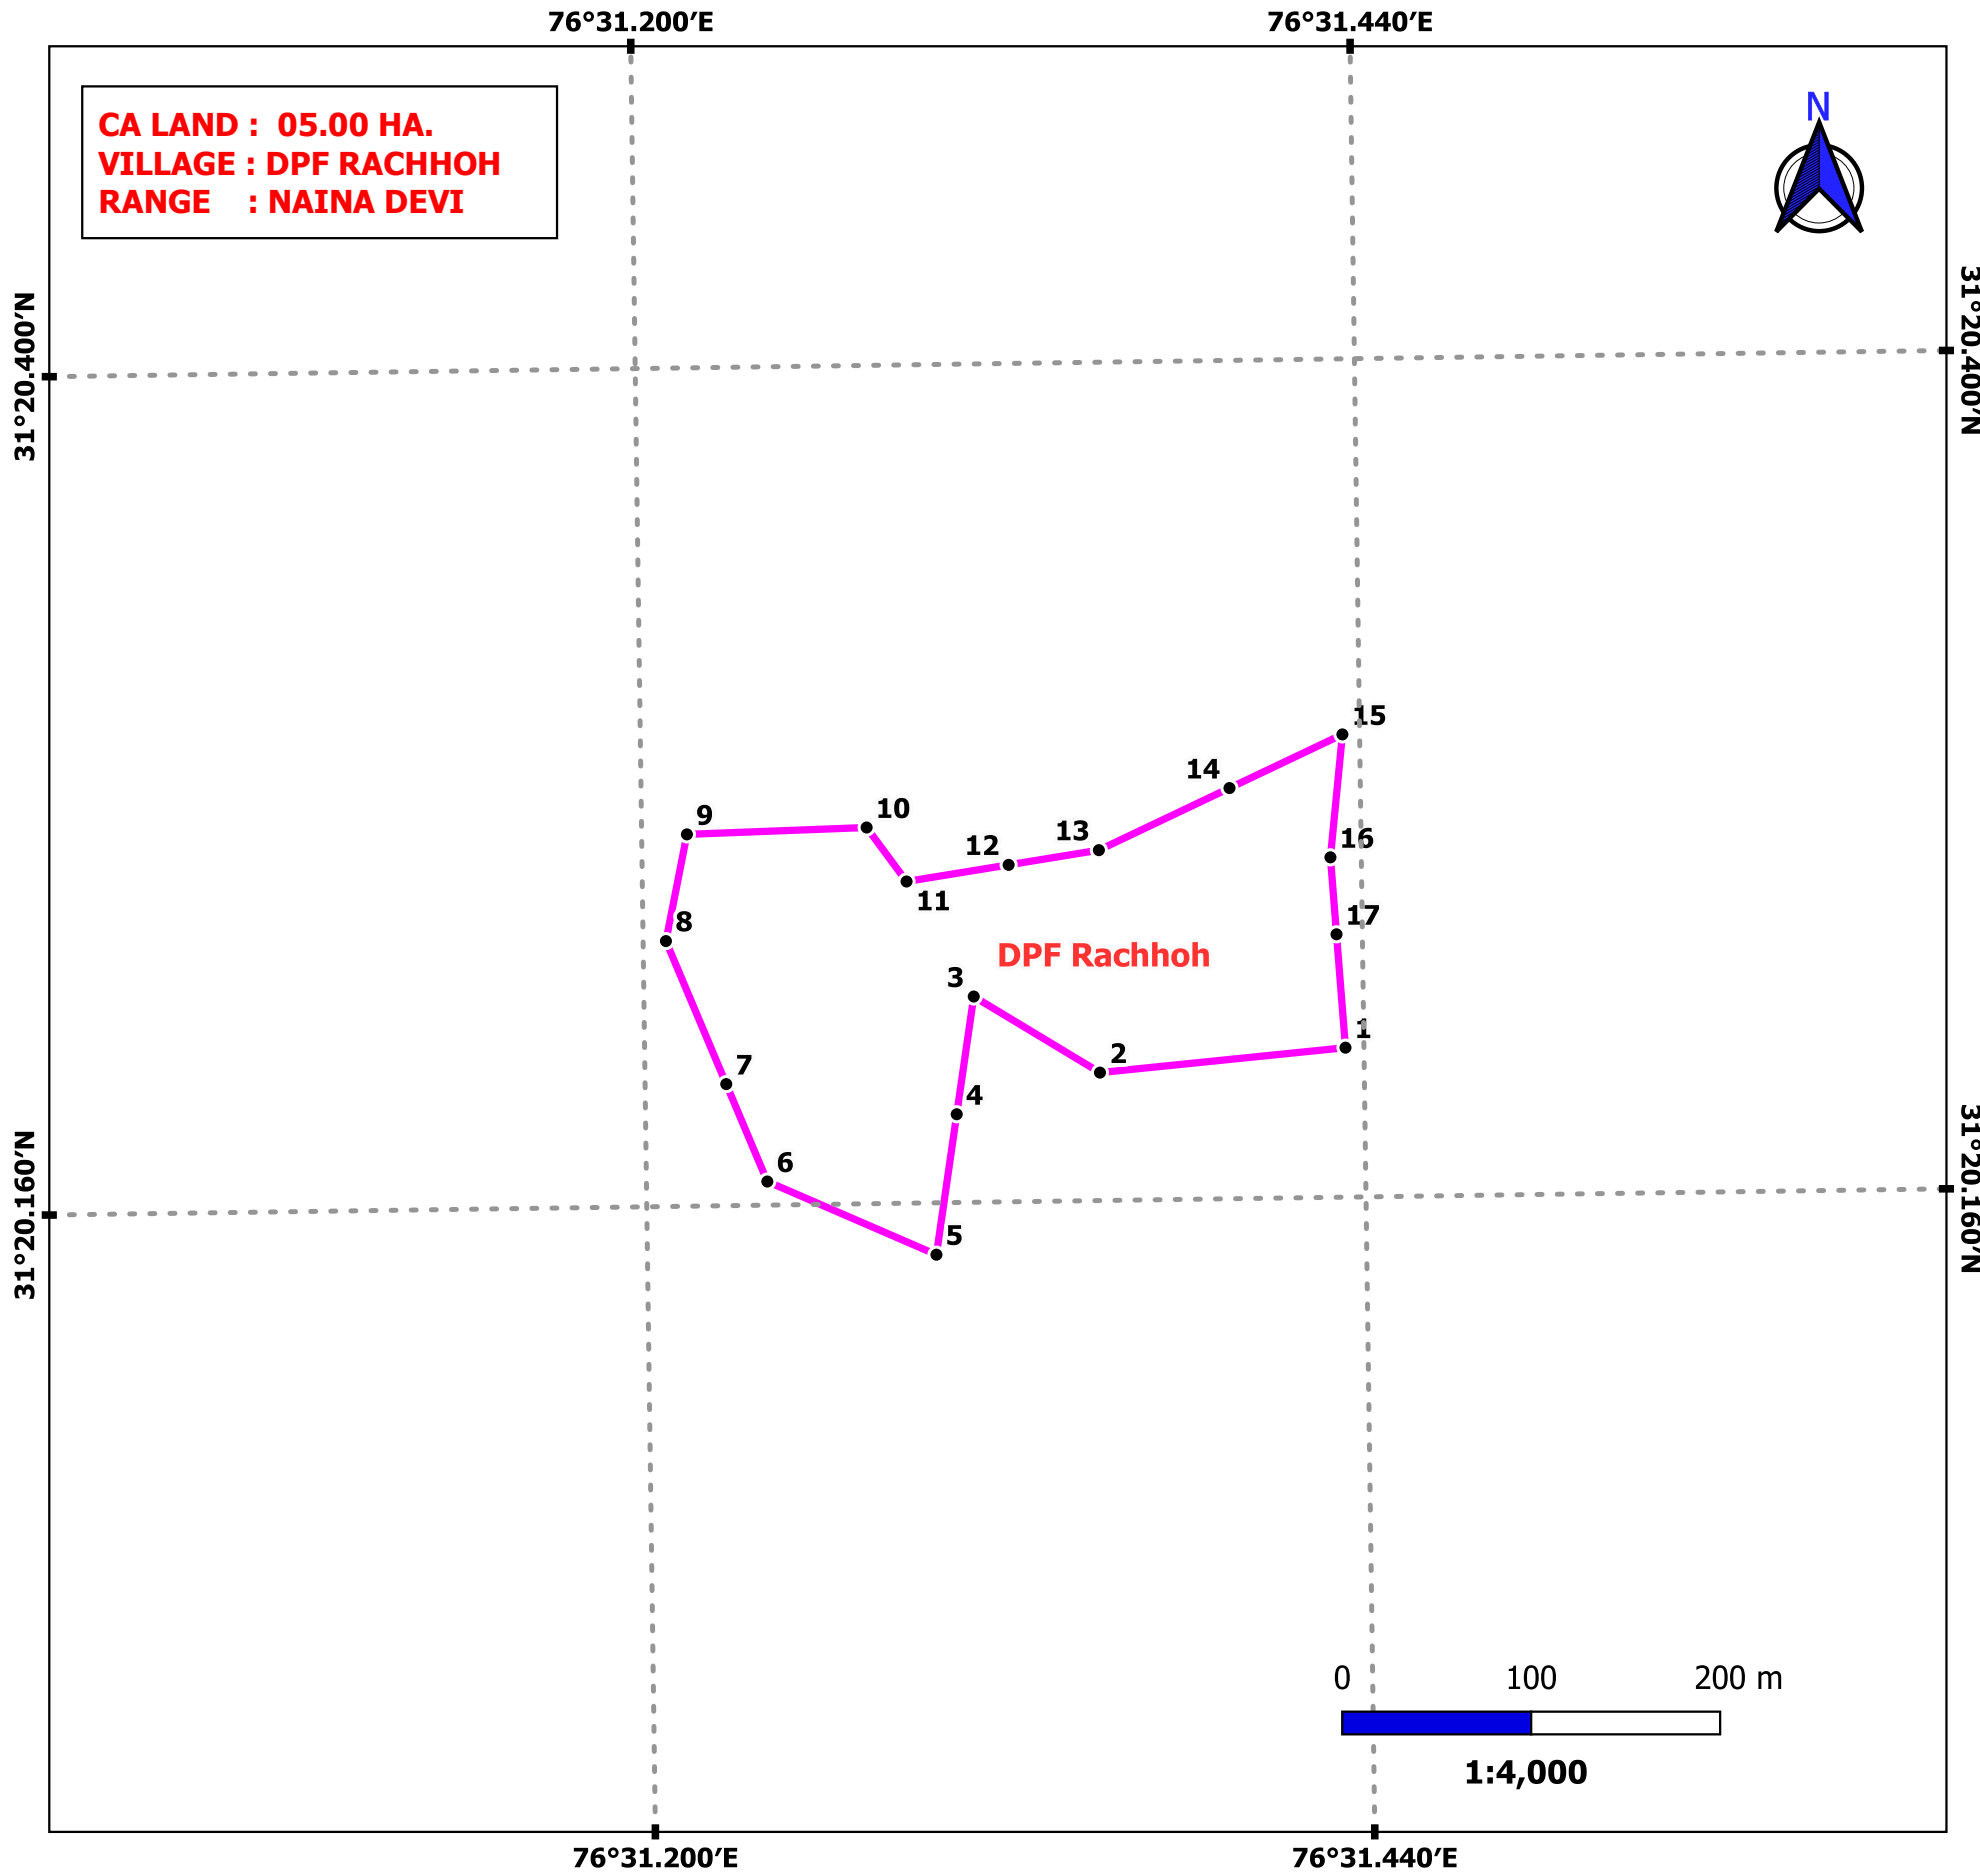 76°31.200′E
76°31.440′E
CA LAND :  05.00 HA.
VILLAGE : DPF RACHHOH
RANGE    : NAINA DEVI
N
31°20.400′N
31°20.400′N
15
14
9
10
13
12
16
11
8
17
DPF Rachhoh
3
1
2
7
4
6
5
31°20.160′N
31°20.160′N
0
100
200 m
1:4,000
76°31.200′E
76°31.440′E